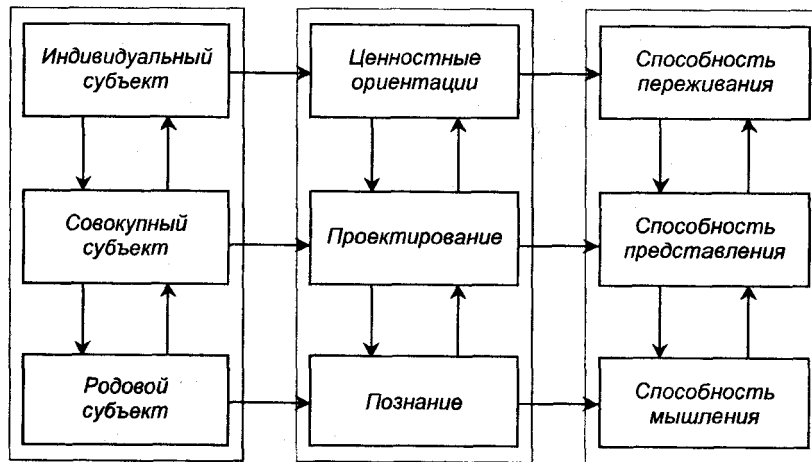 Индивидуальный
субъект
Ценностные
ориентации
Способность
переживания
Совокупный
субъект
Проектирование
Способность
представления
Родовой
субъект
Познание
Способность
мышления